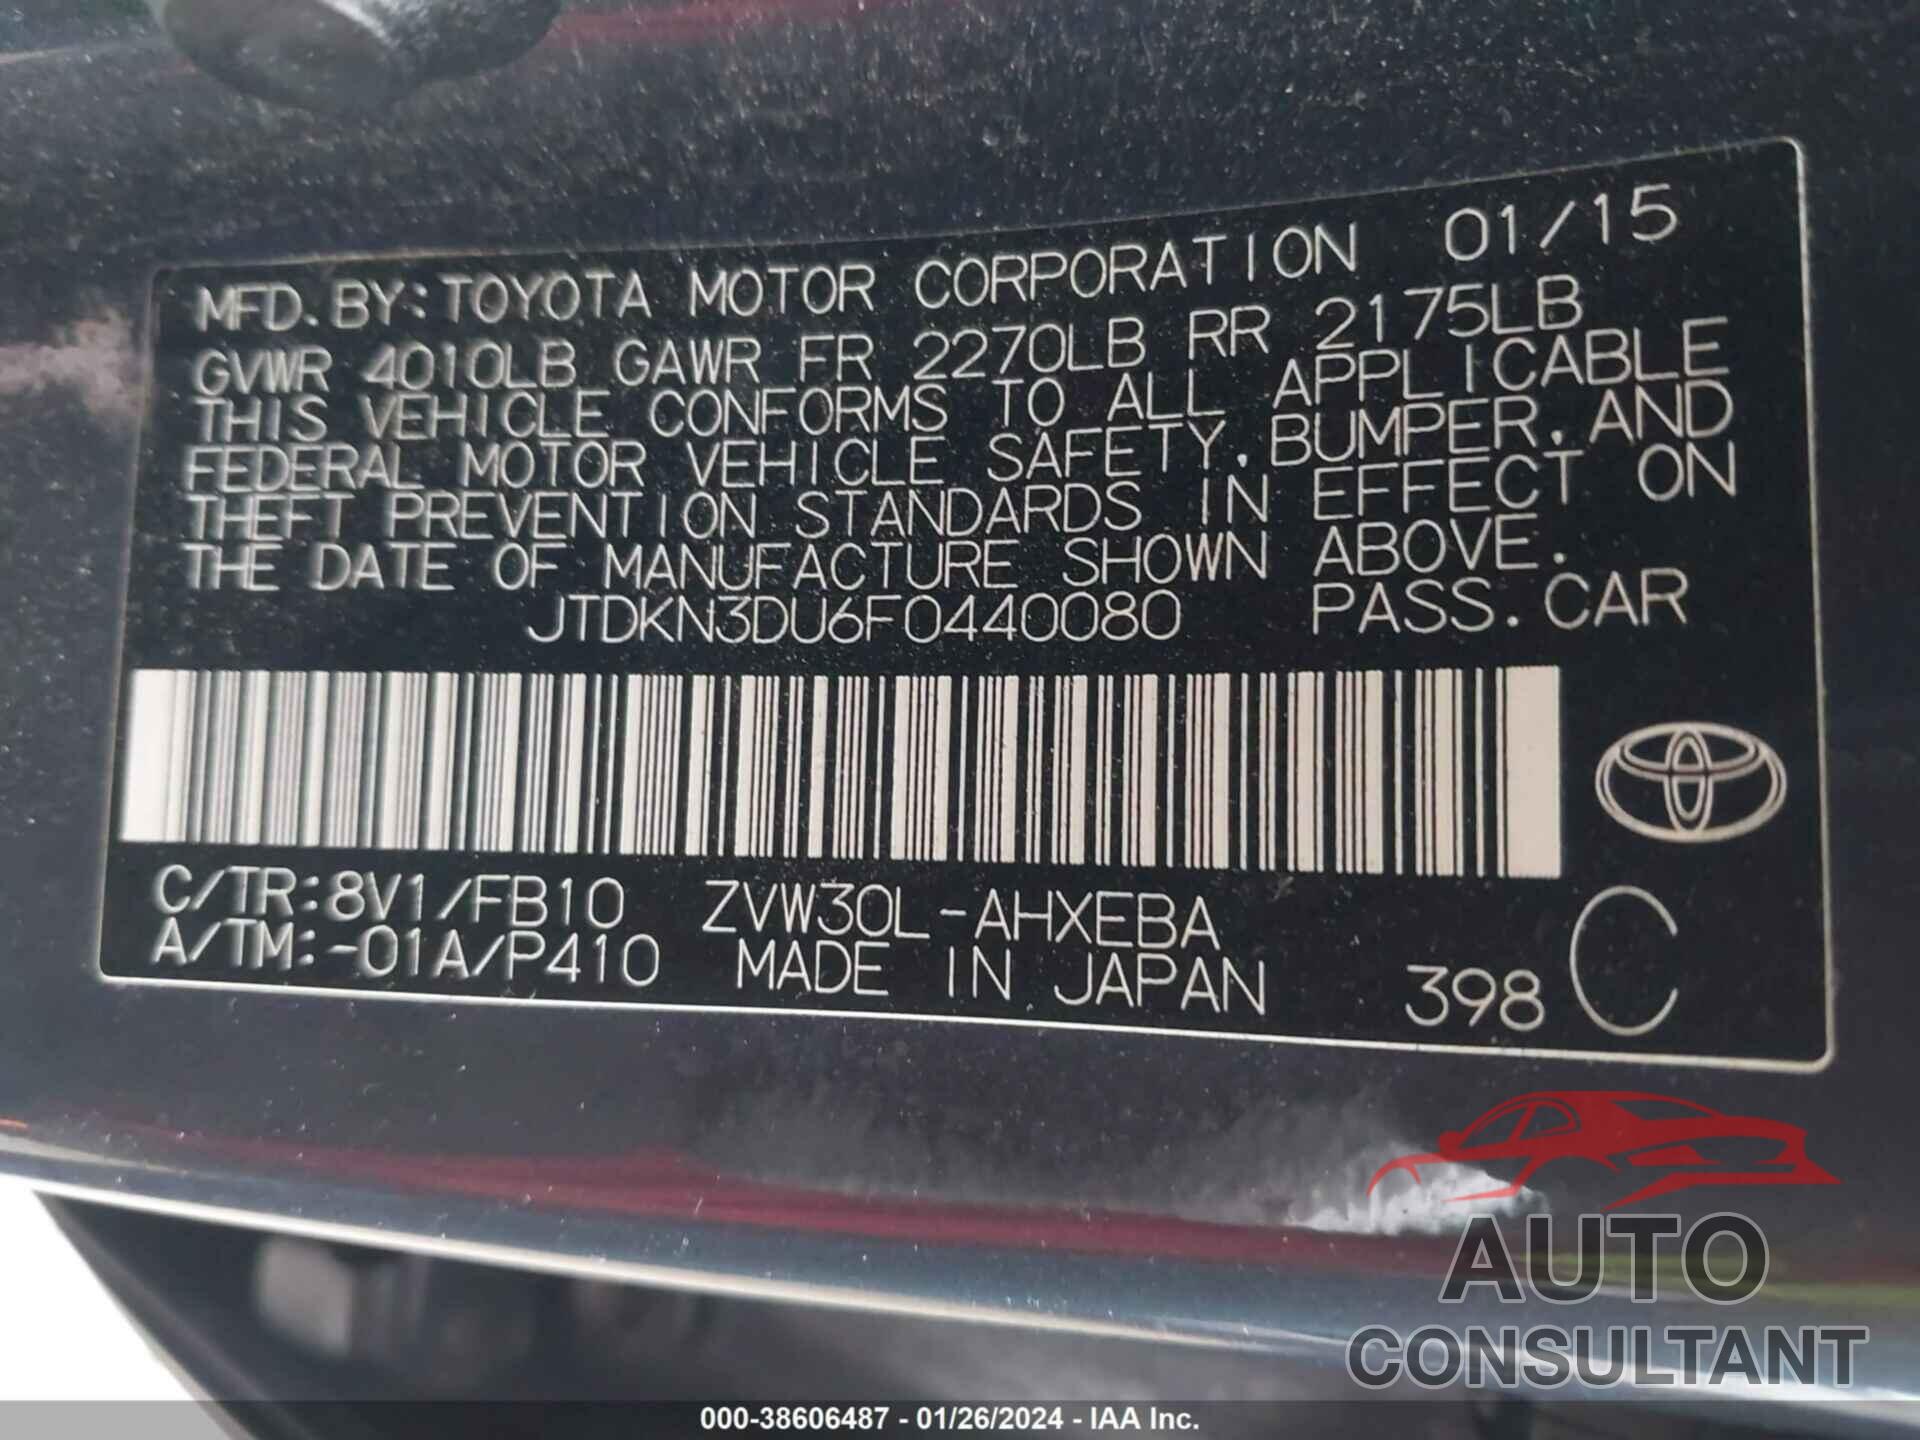 MFD. BY: TOYOTA MOTOR CORPORATION 01/15
GVWR 4010LB GAWR FR 2270LB RR 2175LB
THIS VEHICLE CONFORMS TO ALL APPLICABLE
FEDERAL MOTOR VEHICLE SAFETY, BUMPER, AND
THEFT PREVENTION STANDARDS IN EFFECT ON
THE DATE OF MANUFACTURE SHOWN ABOVE.
JTDKN3DU6F0440080 PASS. CAR
C/TR:8V1/FB10 ZVW30L-AHXEBA
A/TM:-01A/P410 MADE IN JAPAN 398 C
AUTO
CONSULTANT
000-38606487 - 01/26/2024 - IAA Inc.